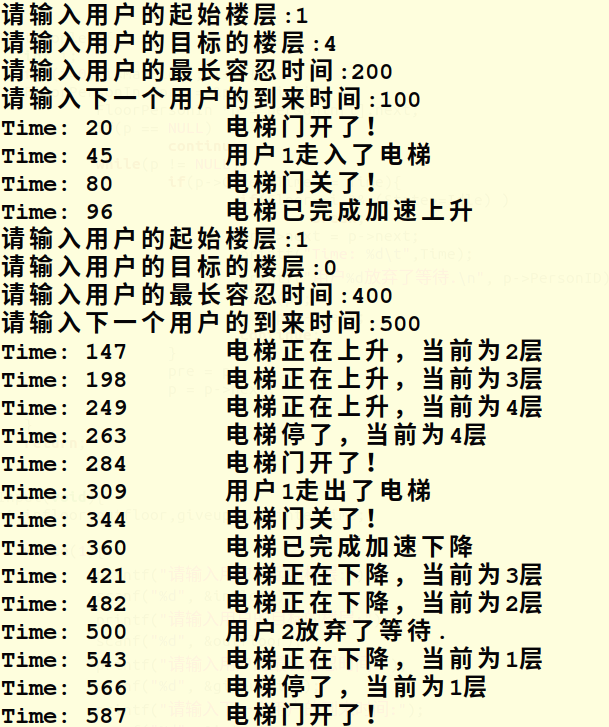 请输入用户的起始楼层:1
请输入用户的目标的楼层:4
请输入用户的最长容忍时间:200
请输入下一个用户的到来时间:100
Time: 20 电梯门开了!
Time: 45 用户1走入了电梯
Time: 80 电梯门关了!
Time: 96 电梯已完成加速上升
请输入用户的起始楼层:1
请输入用户的目标的楼层:0
请输入用户的最长容忍时间:400
请输入下一个用户的到来时间:500
Time: 147 电梯正在上升，当前为2层
Time: 198 电梯正在上升，当前为3层
Time: 249 电梯正在上升，当前为4层
Time: 263 电梯停了，当前为4层
Time: 284 电梯门开了!
Time: 309 用户1走出了电梯
Time: 344 电梯门关了!
Time: 360 电梯已完成加速下降
Time: 421 电梯正在下降，当前为3层
Time: 482 电梯正在下降，当前为2层
Time: 500 用户2放弃了等待.
Time: 543 电梯正在下降，当前为1层
Time: 566 电梯停了，当前为1层
Time: 587 电梯门开了!